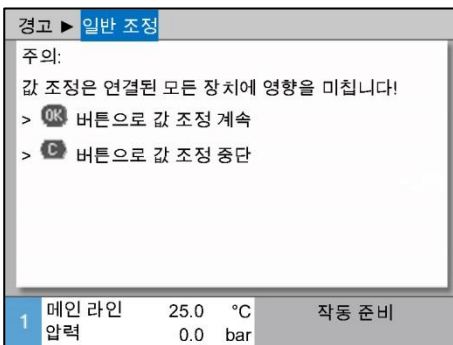 경고 ► 일반 조정
주의:
값 조정은 연결된 모든 장치에 영향을 미칩니다!
> OK 버튼으로 값 조정 계속
> C 버튼으로 값 조정 중단
1 메인 라인 25.0 °C 작동 준비
압력 0.0 bar